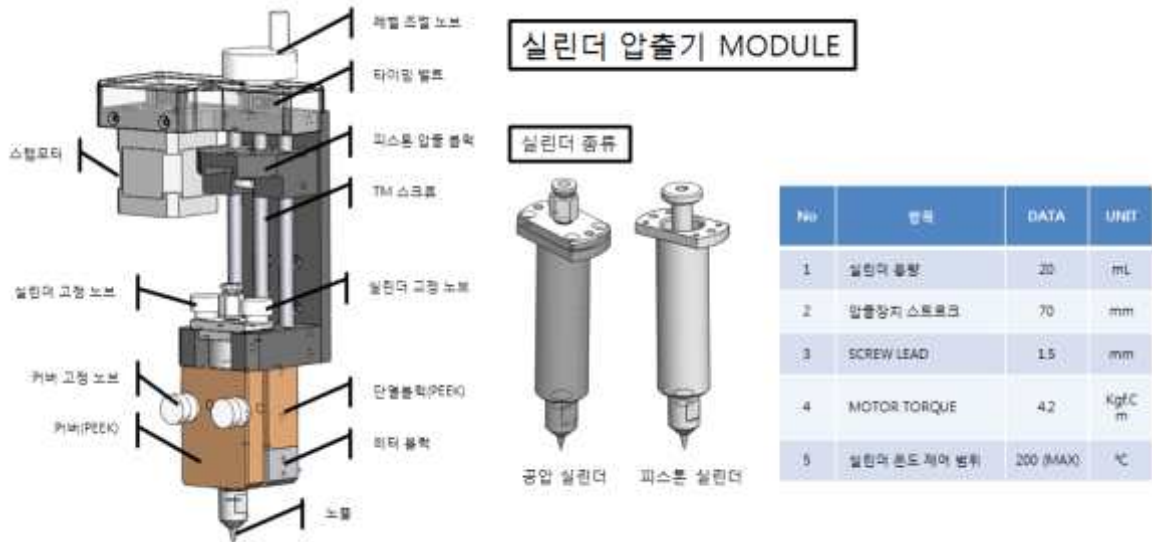 실린더 압출기 MODULE
레벨 조절 노브
타이밍 벨트
피스톤 압출 블럭
스텝모터
TM 스크류
실린더 고정 노브
실린더 고정 노브
커버 고정 노브
단열블럭(PEEK)
커버(PEEK)
히터 블럭
노즐
실린더 종류
공압 실린더
피스톤 실린더
No 항목 DATA UNIT
1 실린더 용량 20 mL
2 압출장치 스트로크 70 mm
3 SCREW LEAD 1.5 mm
4 MOTOR TORQUE 4.2 Kgf.C
m
5 실린더 온도 제어 범위 200 (MAX) ℃